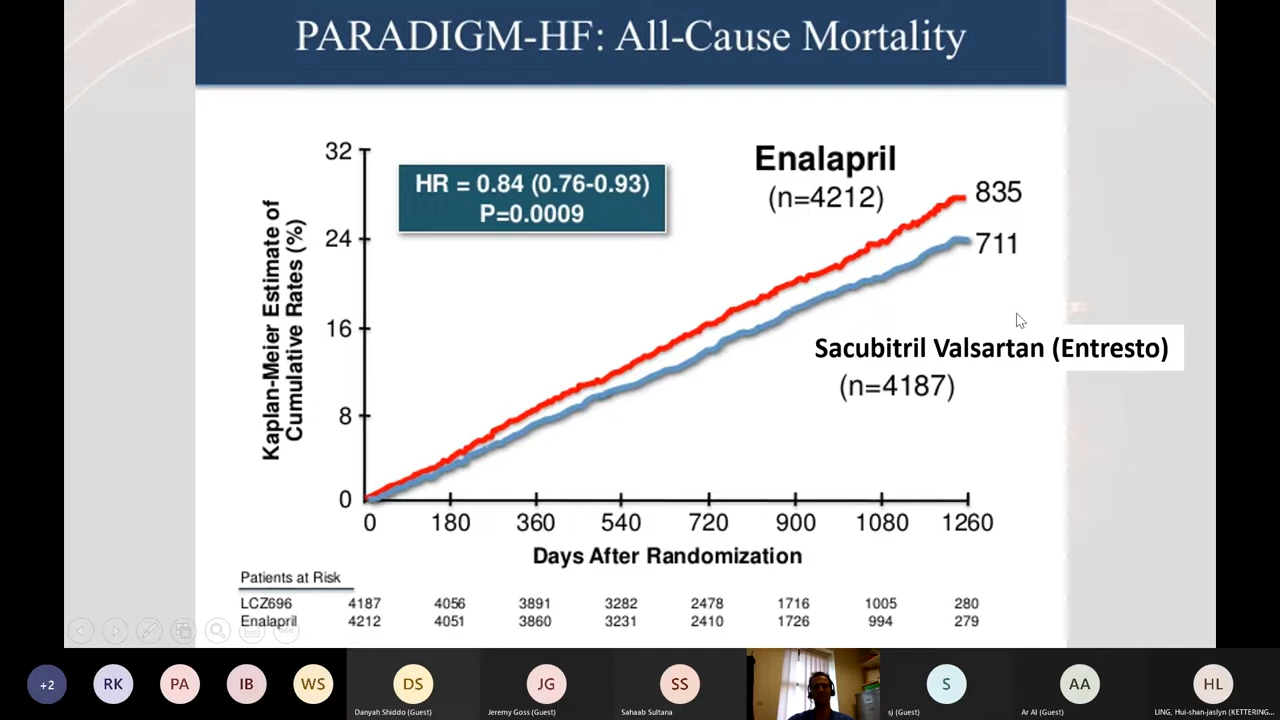 PARADIGM-HF: All-Cause Mortality
Kaplan-Meier Estimate of
Cumulative Rates (%)
32
24
16
8
0
HR = 0.84 (0.76-0.93)
P=0.0009
Enalapril
(n=4212)
835
711
Sacubitril Valsartan (Entresto)
(n=4187)
0 180 360 540 720 900 1080 1260
Days After Randomization
Patients at Risk
LCZ696 4187 4056 3891 3282 2478 1716 1005 280
Enalapril 4212 4051 3860 3231 2410 1726 994 279
+2 RK PA IB WS DS JG SS S AA HL
Danyah Shiddo (Guest) Jeremy Goss (Guest) Sahaab Sultana sj (Guest) Ar Al (Guest) LING, Hui-shan-jaslyn (KETTERING...